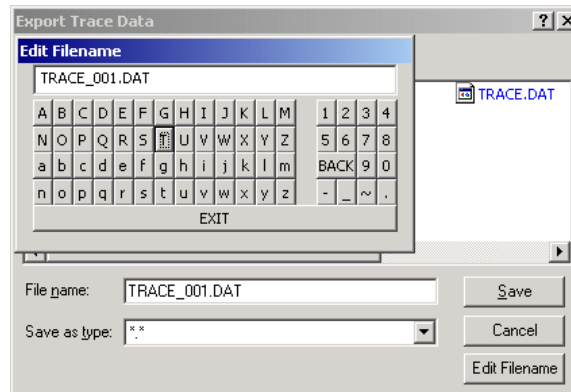 Export Trace Data
? X
Edit Filename
TRACE_001.DAT
TRACE.DAT
A B C D E F G H I J K L M 1 2 3 4
N O P Q R S T U V W X Y Z 5 6 7 8
a b c d e f g h i j k l m BACK 9 0
n o p q r s t u v w x y z - _ ~ .
EXIT
File name: TRACE_001.DAT Save
Save as type: *.* Cancel
Edit Filename